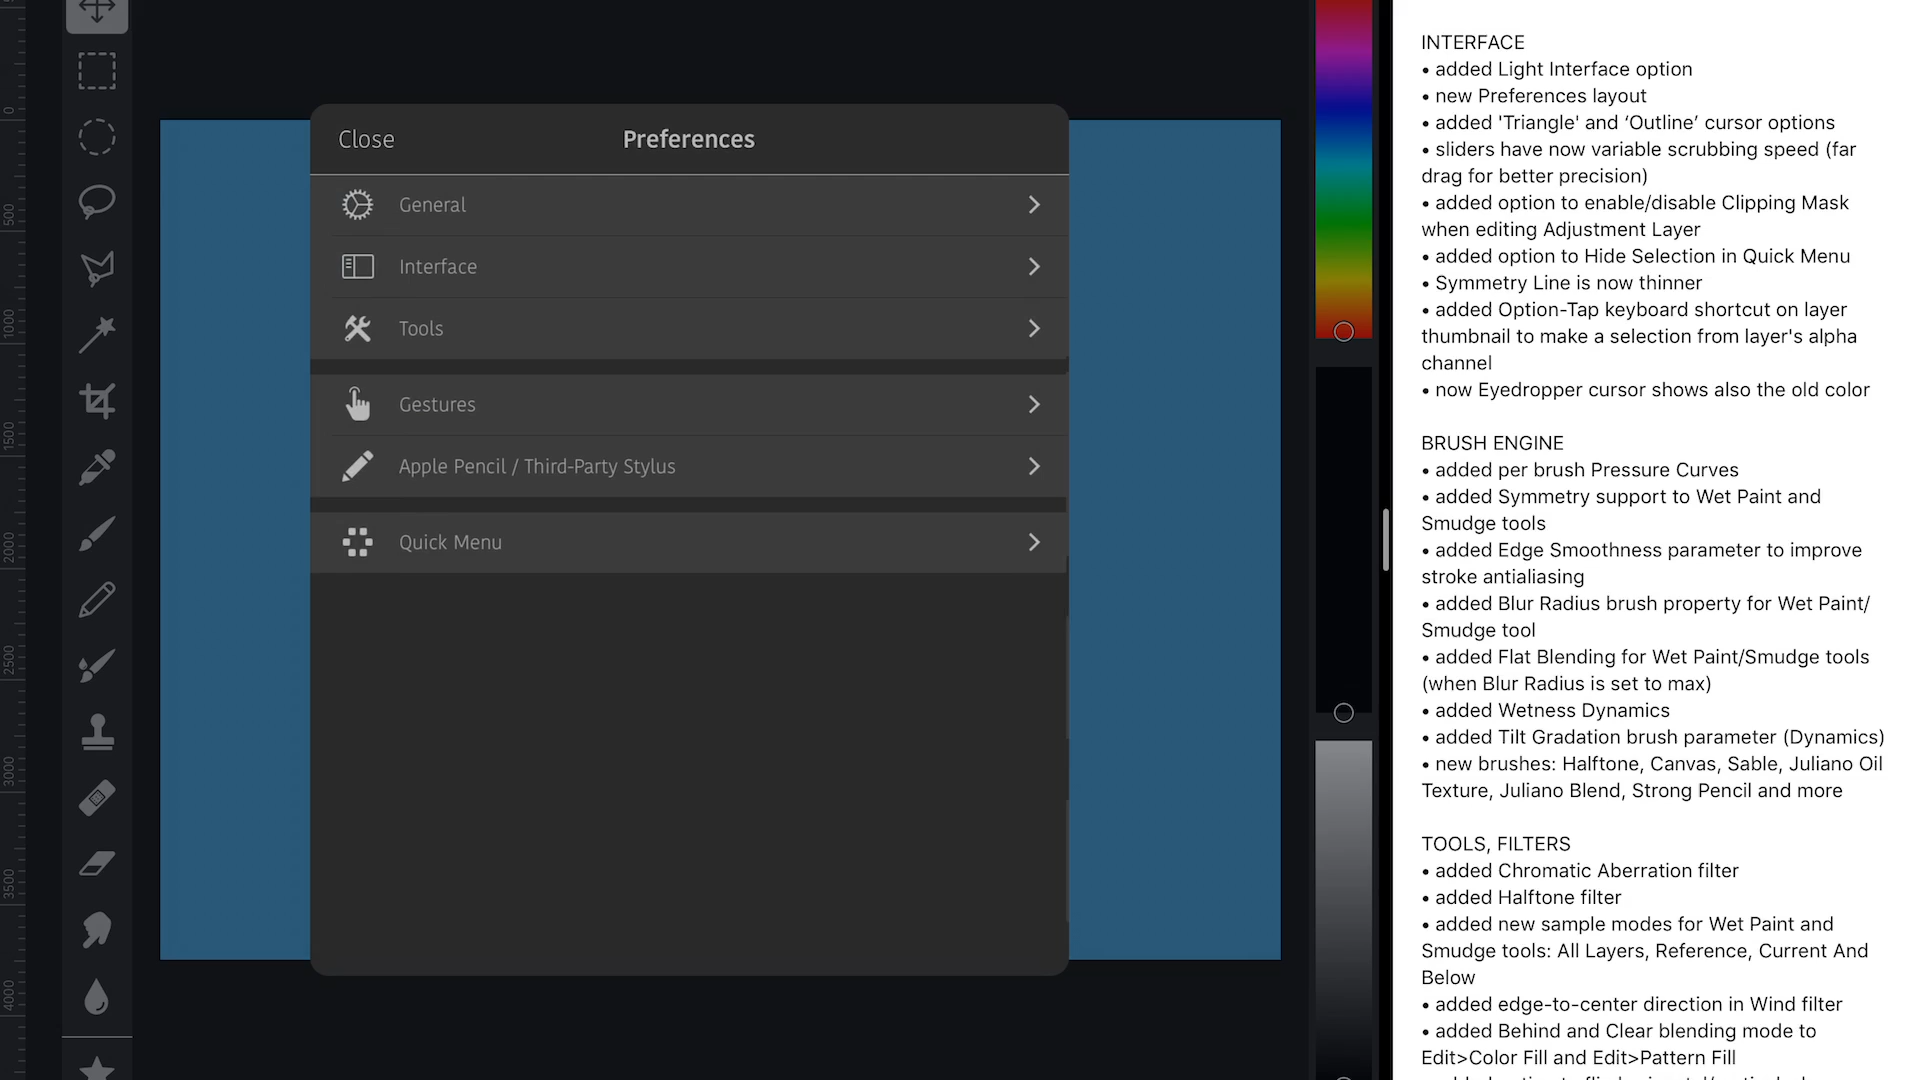 Close
Preferences
General
Interface
Tools
Gestures
Apple Pencil / Third-Party Stylus
Quick Menu
0
500
1000
1500
2000
2500
3000
3500
4000
INTERFACE
• added Light Interface option
• new Preferences layout
• added 'Triangle' and ‘Outline’ cursor options
• sliders have now variable scrubbing speed (far
drag for better precision)
• added option to enable/disable Clipping Mask
when editing Adjustment Layer
• added option to Hide Selection in Quick Menu
• Symmetry Line is now thinner
• added Option-Tap keyboard shortcut on layer
thumbnail to make a selection from layer's alpha
channel
• now Eyedropper cursor shows also the old color
BRUSH ENGINE
• added per brush Pressure Curves
• added Symmetry support to Wet Paint and
Smudge tools
• added Edge Smoothness parameter to improve
stroke antialiasing
• added Blur Radius brush property for Wet Paint/
Smudge tool
• added Flat Blending for Wet Paint/Smudge tools
(when Blur Radius is set to max)
• added Wetness Dynamics
• added Tilt Gradation brush parameter (Dynamics)
• new brushes: Halftone, Canvas, Sable, Juliano Oil
Texture, Juliano Blend, Strong Pencil and more
TOOLS, FILTERS
• added Chromatic Aberration filter
• added Halftone filter
• added new sample modes for Wet Paint and
Smudge tools: All Layers, Reference, Current And
Below
• added edge-to-center direction in Wind filter
• added Behind and Clear blending mode to
Edit>Color Fill and Edit>Pattern Fill